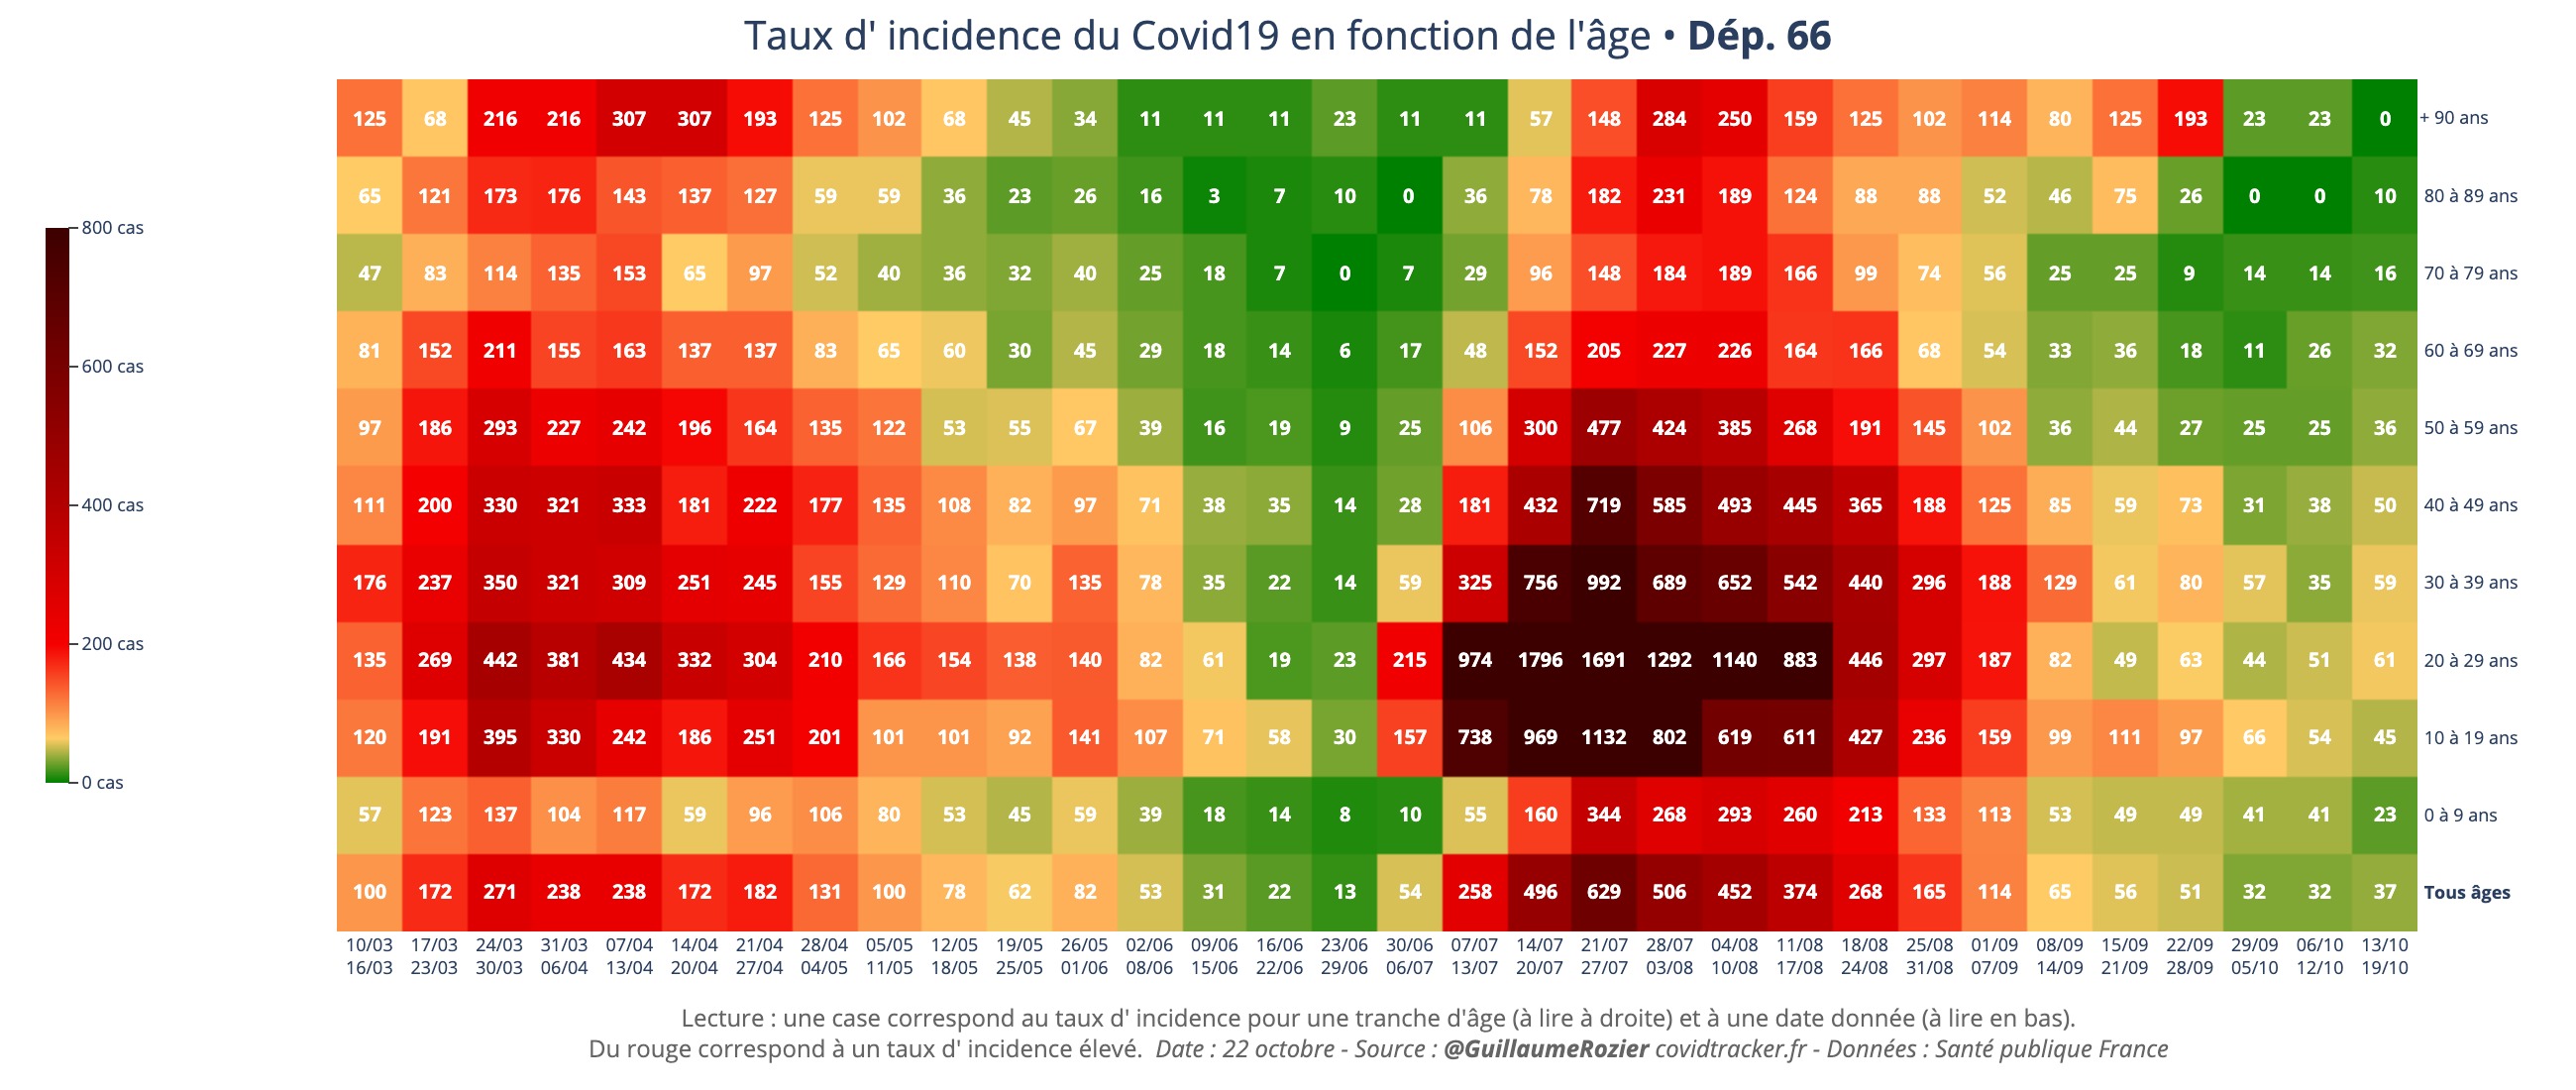 Taux d' incidence du Covid19 en fonction de l'âge • Dép. 66
125 68 216 216 307 307 193 125 102 68 45 34 11 11 11 23 11 11 57 148 284 250 159 125 102 114 80 125 193 23 23 0 + 90 ans
65 121 173 176 143 137 127 59 59 36 23 26 16 3 7 10 0 36 78 182 231 189 124 88 88 52 46 75 26 0 0 10 80 à 89 ans
800 cas
47 83 114 135 153 65 97 52 40 36 32 40 25 18 7 0 7 29 96 148 184 189 166 99 74 56 25 25 9 14 14 16 70 à 79 ans
81 152 211 155 163 137 137 83 65 60 30 45 29 18 14 6 17 48 152 205 227 226 164 166 68 54 33 36 18 11 26 32 60 à 69 ans
600 cas
97 186 293 227 242 196 164 135 122 53 55 67 39 16 19 9 25 106 300 477 424 385 268 191 145 102 36 44 27 25 25 36 50 à 59 ans
400 cas
111 200 330 321 333 181 222 177 135 108 82 97 71 38 35 14 28 181 432 719 585 493 445 365 188 125 85 59 73 31 38 50 40 à 49 ans
176 237 350 321 309 251 245 155 129 110 70 135 78 35 22 14 59 325 756 992 689 652 542 440 296 188 129 61 80 57 35 59 30 à 39 ans
200 cas
135 269 442 381 434 332 304 210 166 154 138 140 82 61 19 23 215 974 1796 1691 1292 1140 883 446 297 187 82 49 63 44 51 61 20 à 29 ans
120 191 395 330 242 186 251 201 101 101 92 141 107 71 58 30 157 738 969 1132 802 619 611 427 236 159 99 111 97 66 54 45 10 à 19 ans
0 cas
57 123 137 104 117 59 96 106 80 53 45 59 39 18 14 8 10 55 160 344 268 293 260 213 133 113 53 49 49 41 41 23 0 à 9 ans
100 172 271 238 238 172 182 131 100 78 62 82 53 31 22 13 54 258 496 629 506 452 374 268 165 114 65 56 51 32 32 37 Tous âges
10/03 17/03 24/03 31/03 07/04 14/04 21/04 28/04 05/05 12/05 19/05 26/05 02/06 09/06 16/06 23/06 30/06 07/07 14/07 21/07 28/07 04/08 11/08 18/08 25/08 01/09 08/09 15/09 22/09 29/09 06/10 13/10
16/03 23/03 30/03 06/04 13/04 20/04 27/04 04/05 11/05 18/05 25/05 01/06 08/06 15/06 22/06 29/06 06/07 13/07 20/07 27/07 03/08 10/08 17/08 24/08 31/08 07/09 14/09 21/09 28/09 05/10 12/10 19/10
Lecture : une case correspond au taux d' incidence pour une tranche d'âge (à lire à droite) et à une date donnée (à lire en bas).
Du rouge correspond à un taux d' incidence élevé. Date : 22 octobre - Source : @GuillaumeRozier covidtracker.fr - Données : Santé publique France